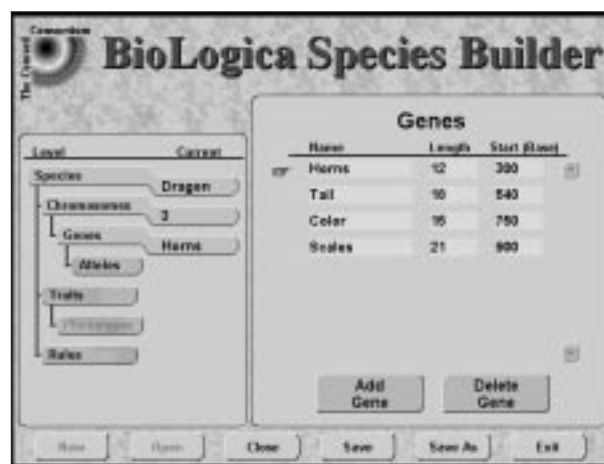 The Concord
Consortium
BioLogica Species Builder
Level Current
Species Dragon
Chromosomes 3
Genes Horns
Alleles
Traits
Phenotypes
Rules
Genes
Name Length Start (Base)
Horns 12 300
Tail 540
Color 750
Scales 21 900
Add Gene
Delete Gene
New Open Close Save Save As Exit